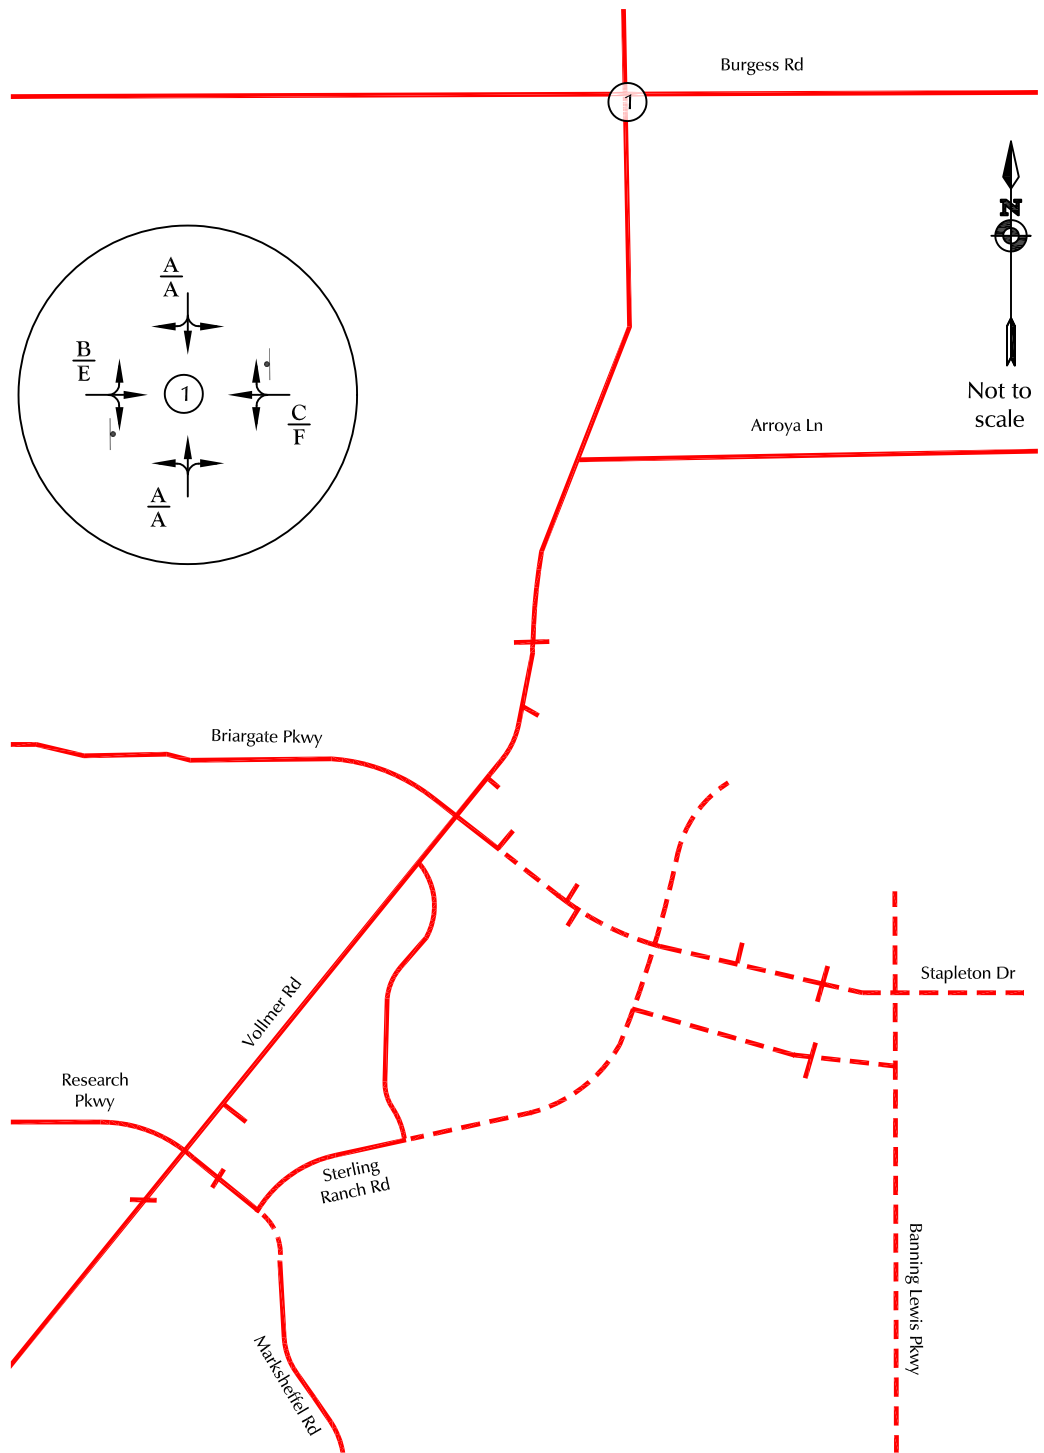 Burgess Rd
1
N
A
A
B
E
1
C
F
A
A
Not to
scale
Arroya Ln
Briargate Pkwy
Stapleton Dr
Vollmer Rd
Research
Pkwy
Sterling
Ranch Rd
Banning Lewis Pkwy
Marksheffel Rd